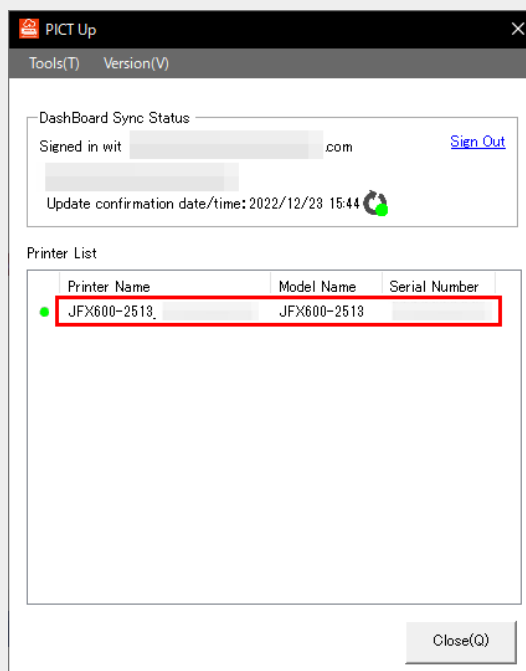 PICT Up
Tools(T) Version(V)
DashBoard Sync Status
Signed in wit .com Sign Out
Update confirmation date/time: 2022/12/23 15:44
Printer List
Printer Name Model Name Serial Number
JFX600-2513_ JFX600-2513
Close(Q)